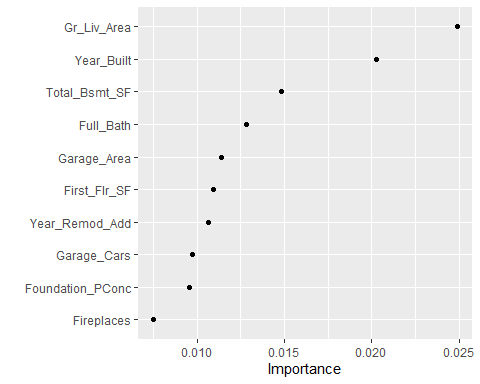 Gr_Liv_Area
Year_Built
Total_Bsmt_SF
Full_Bath
Garage_Area
First_Flr_SF
Year_Remod_Add
Garage_Cars
Foundation_PConc
Fireplaces
0.010 0.015 0.020 0.025
Importance